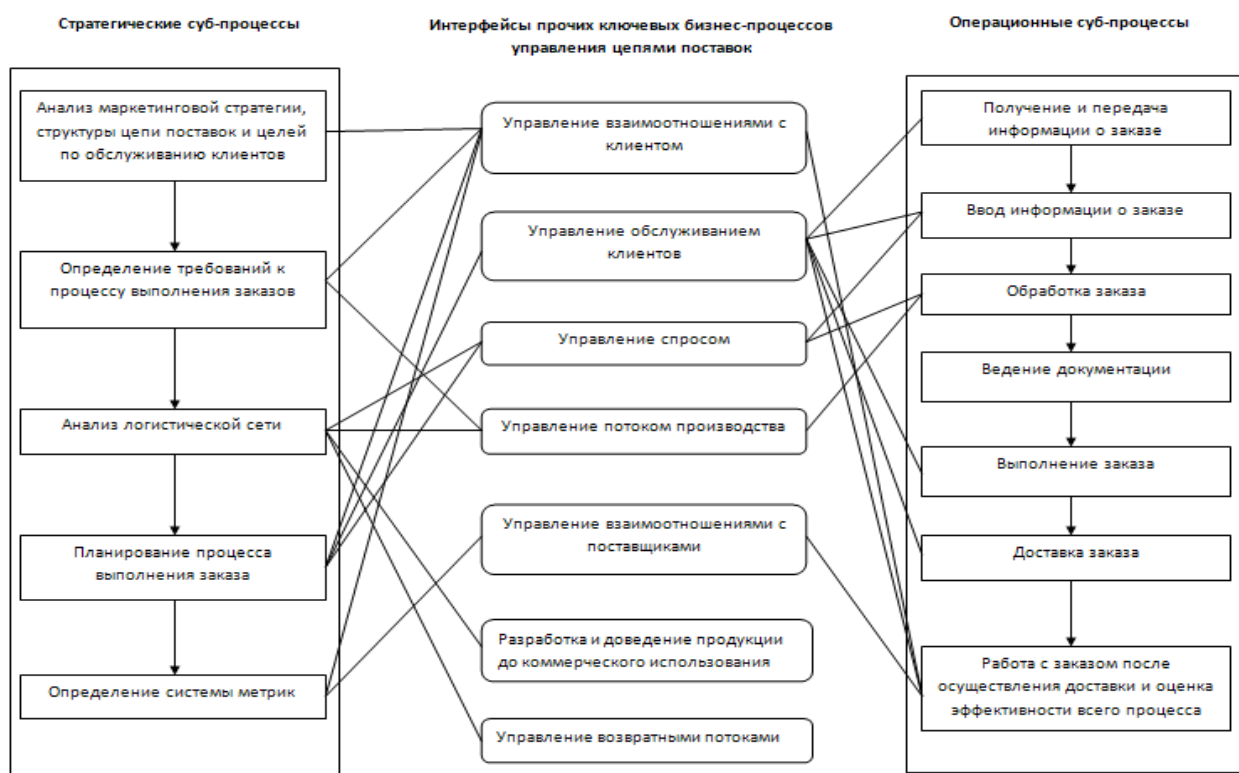 Стратегические суб-процессы
Анализ маркетинговой стратегии,
структуры цепи поставок и целей
по обслуживанию клиентов
Определение требований к
процессу выполнения заказов
Анализ логистической сети
Планирование процесса
выполнения заказа
Определение системы метрик
Интерфейсы прочих ключевых бизнес-процессов
управления цепями поставок
Управление взаимоотношениями с
клиентом
Управление обслуживанием
клиентов
Управление спросом
Управление потоком производства
Управление взаимоотношениями с
поставщиками
Разработка и доведение продукции
до коммерческого использования
Управление возвратными потоками
Операционные суб-процессы
Получение и передача
информации о заказе
Ввод информации о заказе
Обработка заказа
Ведение документации
Выполнение заказа
Доставка заказа
Работа с заказом после
осуществления доставки и оценка
эффективности всего процесса